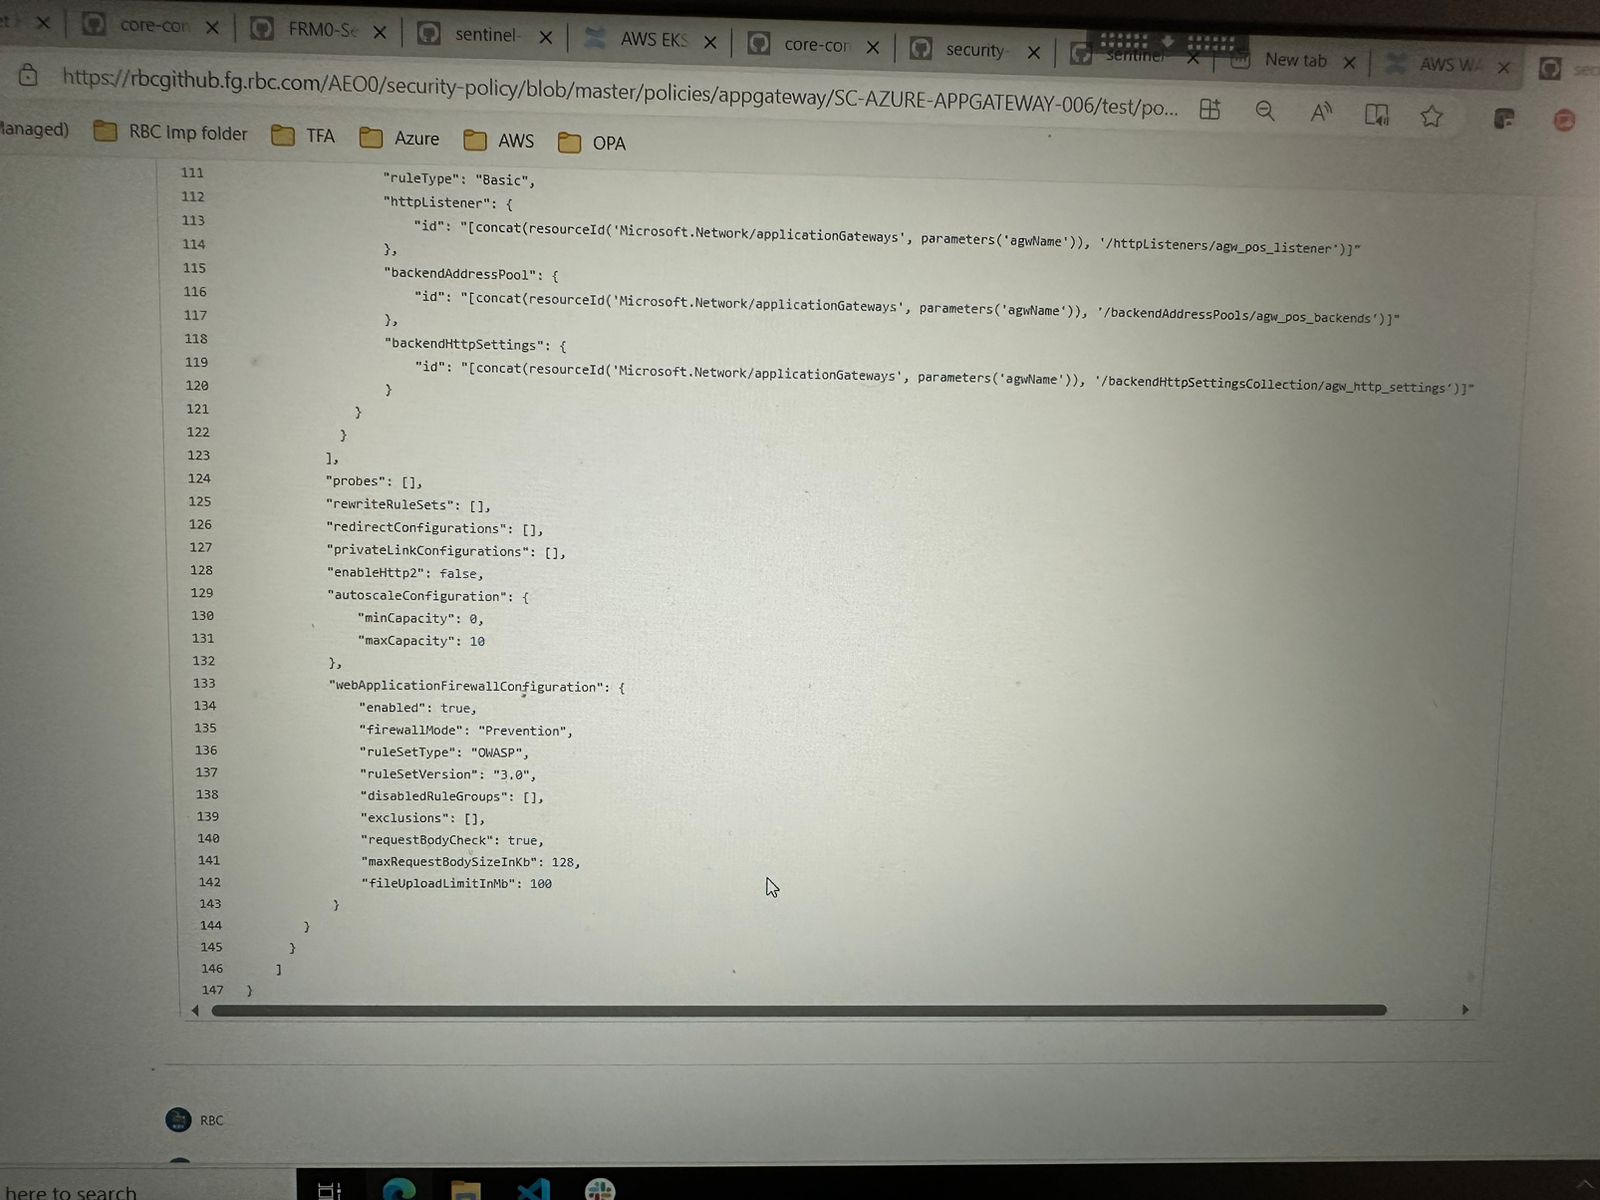 core-con
FRM0-Se
sentinel-
AWS EKS
core-cor
security-
sentinel
New tab
AWS WA
https://rbcgithub.fg.rbc.com/AEO0/security-policy/blob/master/policies/appgateway/SC-AZURE-APPGATEWAY-006/test/po...
Managed)
RBC Imp folder
TFA
Azure
AWS
OPA
111 "ruleType": "Basic",
112 "httpListener": {
113 "id": "[concat(resourceId('Microsoft.Network/applicationGateways', parameters('agwName')), '/httpListeners/agw_pos_listener')]"
114 },
115 "backendAddressPool": {
116 "id": "[concat(resourceId('Microsoft.Network/applicationGateways', parameters('agwName')), '/backendAddressPools/agw_pos_backends')]"
117 },
118 "backendHttpSettings": {
119 "id": "[concat(resourceId('Microsoft.Network/applicationGateways', parameters('agwName')), '/backendHttpSettingsCollection/agw_http_settings')]"
120 }
121 }
122 }
123 ],
124 "probes": [],
125 "rewriteRuleSets": [],
126 "redirectConfigurations": [],
127 "privateLinkConfigurations": [],
128 "enableHttp2": false,
129 "autoscaleConfiguration": {
130 "minCapacity": 0,
131 "maxCapacity": 10
132 },
133 "webApplicationFirewallConfiguration": {
134 "enabled": true,
135 "firewallMode": "Prevention",
136 "ruleSetType": "OWASP",
137 "ruleSetVersion": "3.0",
138 "disabledRuleGroups": [],
139 "exclusions": [],
140 "requestBodyCheck": true,
141 "maxRequestBodySizeInKb": 128,
142 "fileUploadLimitInMb": 100
143 }
144 }
145 }
146 ]
147 }
RBC
here to search